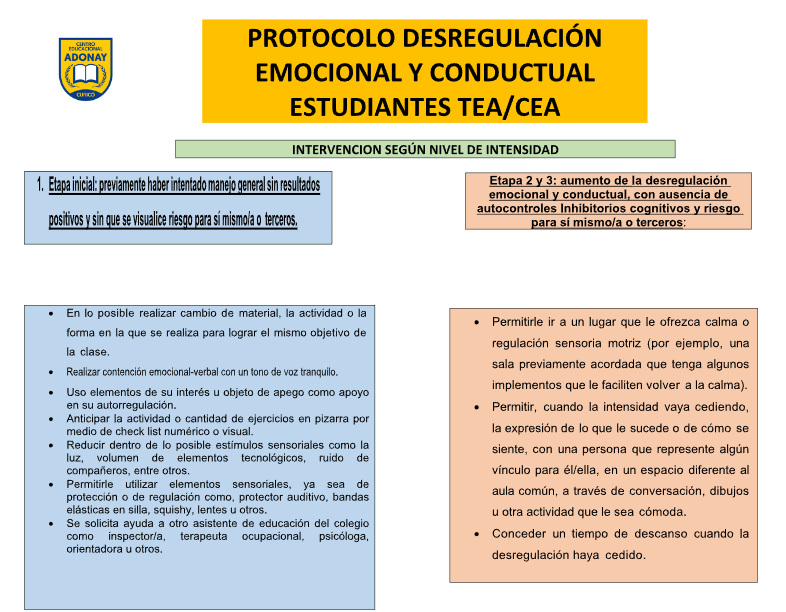 CENTRO
EDUCACIONAL
ADONAY
CURICÓ
PROTOCOLO DESREGULACIÓN
EMOCIONAL Y CONDUCTUAL
ESTUDIANTES TEA/CEA
INTERVENCION SEGÚN NIVEL DE INTENSIDAD
1. Etapa inicial: previamente haber intentado manejo general sin resultados
positivos y sin que se visualice riesgo para sí mismo/a o terceros.
Etapa 2 y 3: aumento de la desregulación
emocional y conductual, con ausencia de
autocontroles Inhibitorios cognitivos y riesgo
para sí mismo/a o terceros:
• En lo posible realizar cambio de material, la actividad o la
forma en la que se realiza para lograr el mismo objetivo de
la clase.
• Realizar contención emocional-verbal con un tono de voz tranquilo.
• Uso elementos de su interés u objeto de apego como apoyo
en su autorregulación.
• Anticipar la actividad o cantidad de ejercicios en pizarra por
medio de check list numérico o visual.
• Reducir dentro de lo posible estímulos sensoriales como la
luz, volumen de elementos tecnológicos, ruido de
compañeros, entre otros.
• Permitirle utilizar elementos sensoriales, ya sea de
protección o de regulación como, protector auditivo, bandas
elásticas en silla, squishy, lentes u otros.
• Se solicita ayuda a otro asistente de educación del colegio
como inspector/a, terapeuta ocupacional, psicóloga,
orientadora u otros.
• Permitirle ir a un lugar que le ofrezca calma o
regulación sensoria motriz (por ejemplo, una
sala previamente acordada que tenga algunos
implementos que le faciliten volver a la calma).
• Permitir, cuando la intensidad vaya cediendo,
la expresión de lo que le sucede o de cómo se
siente, con una persona que represente algún
vínculo para él/ella, en un espacio diferente al
aula común, a través de conversación, dibujos
u otra actividad que le sea cómoda.
• Conceder un tiempo de descanso cuando la
desregulación haya cedido.